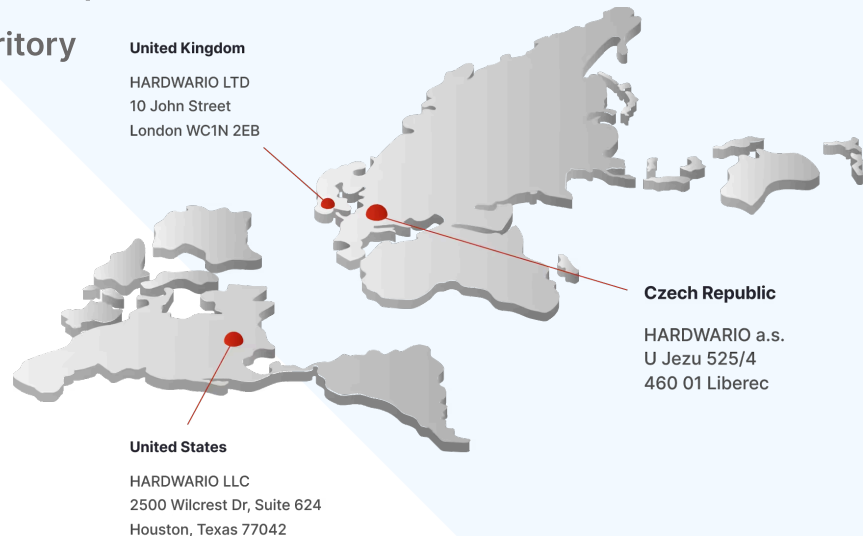 ritory
United Kingdom
HARDWARIO LTD
10 John Street
London WC1N 2EB
Czech Republic
HARDWARIO a.s.
U Jezu 525/4
460 01 Liberec
United States
HARDWARIO LLC
2500 Wilcrest Dr, Suite 624
Houston, Texas 77042